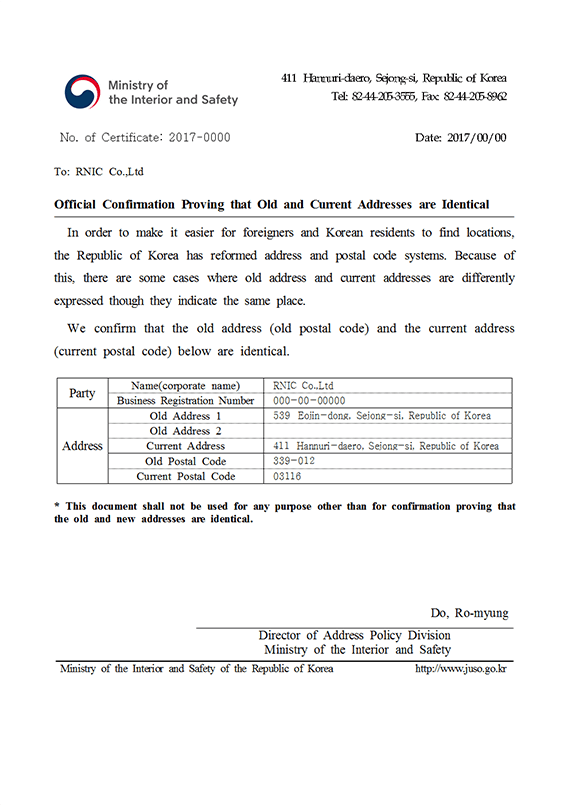 Ministry of
the Interior and Safety
411 Hannuri-daero, Sejong-si, Republic of Korea
Tel: 82-44-205-3555, Fax: 82-44-205-8962
No. of Certificate: 2017-0000
Date: 2017/00/00
To: RNIC Co.,Ltd
Official Confirmation Proving that Old and Current Addresses are Identical
In order to make it easier for foreigners and Korean residents to find locations,
the Republic of Korea has reformed address and postal code systems. Because of
this, there are some cases where old address and current addresses are differently
expressed though they indicate the same place.
We confirm that the old address (old postal code) and the current address
(current postal code) below are identical.
Party
Name(corporate name) RNIC Co.,Ltd
Business Registration Number 000-00-00000
Address
Old Address 1 539 Eojin-dong, Sejong-si, Republic of Korea
Old Address 2
Current Address 411 Hannuri-daero, Sejong-si, Republic of Korea
Old Postal Code 339-012
Current Postal Code 03116
* This document shall not be used for any purpose other than for confirmation proving that
the old and new addresses are identical.
Do, Ro-myung
Director of Address Policy Division
Ministry of the Interior and Safety
Ministry of the Interior and Safety of the Republic of Korea http://www.juso.go.kr